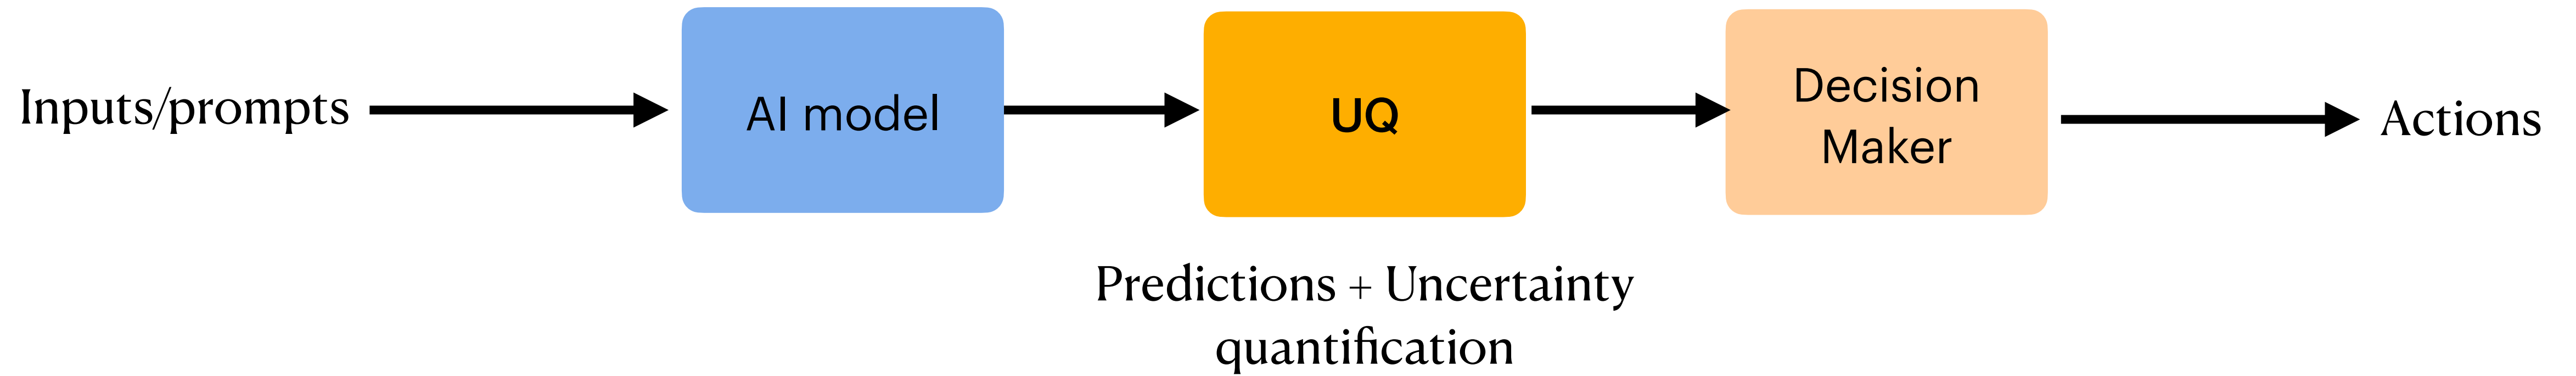 Inputs/prompts
AI model
UQ
Decision
Maker
Actions
Predictions + Uncertainty
quantification